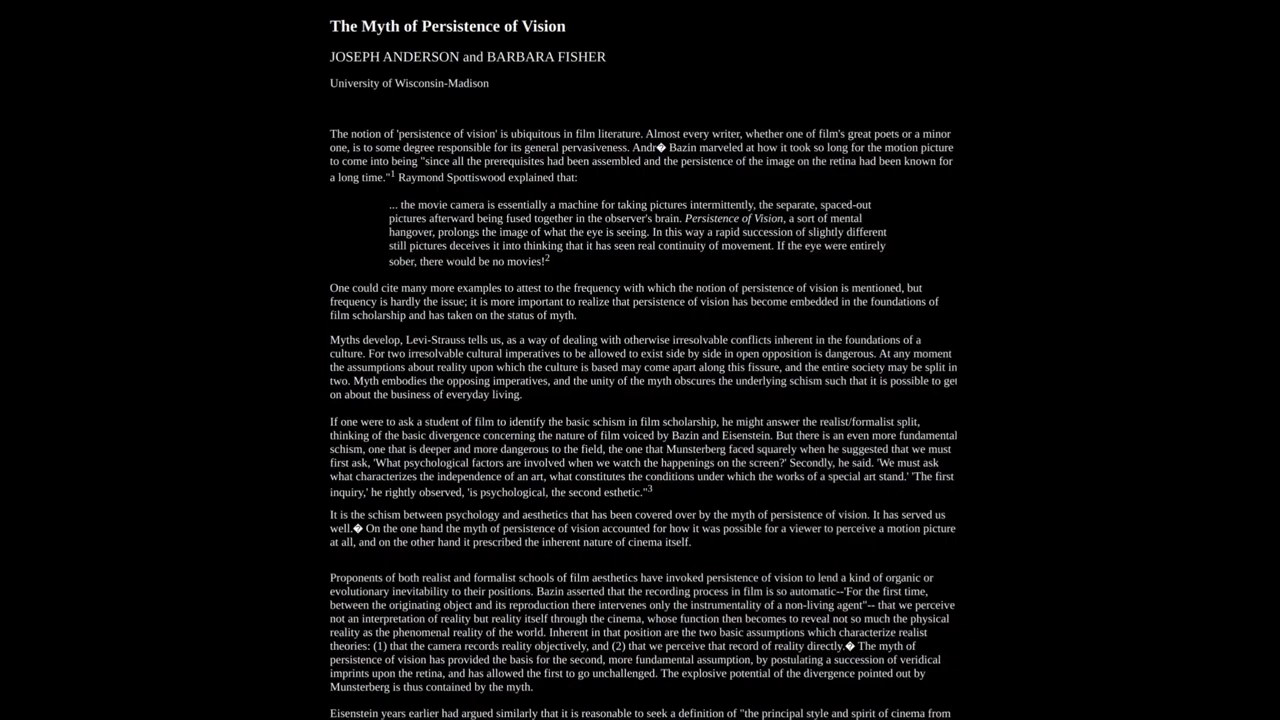 The Myth of Persistence of Vision
JOSEPH ANDERSON and BARBARA FISHER
University of Wisconsin-Madison
The notion of 'persistence of vision' is ubiquitous in film literature. Almost every writer, whether one of film's great poets or a minor
one, is to some degree responsible for its general pervasiveness. Andr� Bazin marveled at how it took so long for the motion picture
to come into being "since all the prerequisites had been assembled and the persistence of the image on the retina had been known for
a long time."1 Raymond Spottiswood explained that:
... the movie camera is essentially a machine for taking pictures intermittently, the separate, spaced-out
pictures afterward being fused together in the observer's brain. Persistence of Vision, a sort of mental
hangover, prolongs the image of what the eye is seeing. In this way a rapid succession of slightly different
still pictures deceives it into thinking that it has seen real continuity of movement. If the eye were entirely
sober, there would be no movies!2
One could cite many more examples to attest to the frequency with which the notion of persistence of vision is mentioned, but
frequency is hardly the issue; it is more important to realize that persistence of vision has become embedded in the foundations of
film scholarship and has taken on the status of myth.
Myths develop, Levi-Strauss tells us, as a way of dealing with otherwise irresolvable conflicts inherent in the foundations of a
culture. For two irresolvable cultural imperatives to be allowed to exist side by side in open opposition is dangerous. At any moment
the assumptions about reality upon which the culture is based may come apart along this fissure, and the entire society may be split in
two. Myth embodies the opposing imperatives, and the unity of the myth obscures the underlying schism such that it is possible to get
on about the business of everyday living.
If one were to ask a student of film to identify the basic schism in film scholarship, he might answer the realist/formalist split,
thinking of the basic divergence concerning the nature of film voiced by Bazin and Eisenstein. But there is an even more fundamental
schism, one that is deeper and more dangerous to the field, the one that Munsterberg faced squarely when he suggested that we must
first ask, 'What psychological factors are involved when we watch the happenings on the screen?' Secondly, he said. 'We must ask
what characterizes the independence of an art, what constitutes the conditions under which the works of a special art stand.' 'The first
inquiry,' he rightly observed, 'is psychological, the second esthetic."3
It is the schism between psychology and aesthetics that has been covered over by the myth of persistence of vision. It has served us
well.� On the one hand the myth of persistence of vision accounted for how it was possible for a viewer to perceive a motion picture
at all, and on the other hand it prescribed the inherent nature of cinema itself.
Proponents of both realist and formalist schools of film aesthetics have invoked persistence of vision to lend a kind of organic or
evolutionary inevitability to their positions. Bazin asserted that the recording process in film is so automatic--'For the first time,
between the originating object and its reproduction there intervenes only the instrumentality of a non-living agent"-- that we perceive
not an interpretation of reality but reality itself through the cinema, whose function then becomes to reveal not so much the physical
reality as the phenomenal reality of the world. Inherent in that position are the two basic assumptions which characterize realist
theories: (1) that the camera records reality objectively, and (2) that we perceive that record of reality directly.� The myth of
persistence of vision has provided the basis for the second, more fundamental assumption, by postulating a succession of veridical
imprints upon the retina, and has allowed the first to go unchallenged. The explosive potential of the divergence pointed out by
Munsterberg is thus contained by the myth.
Eisenstein years earlier had argued similarly that it is reasonable to seek a definition of "the principal style and spirit of cinema from